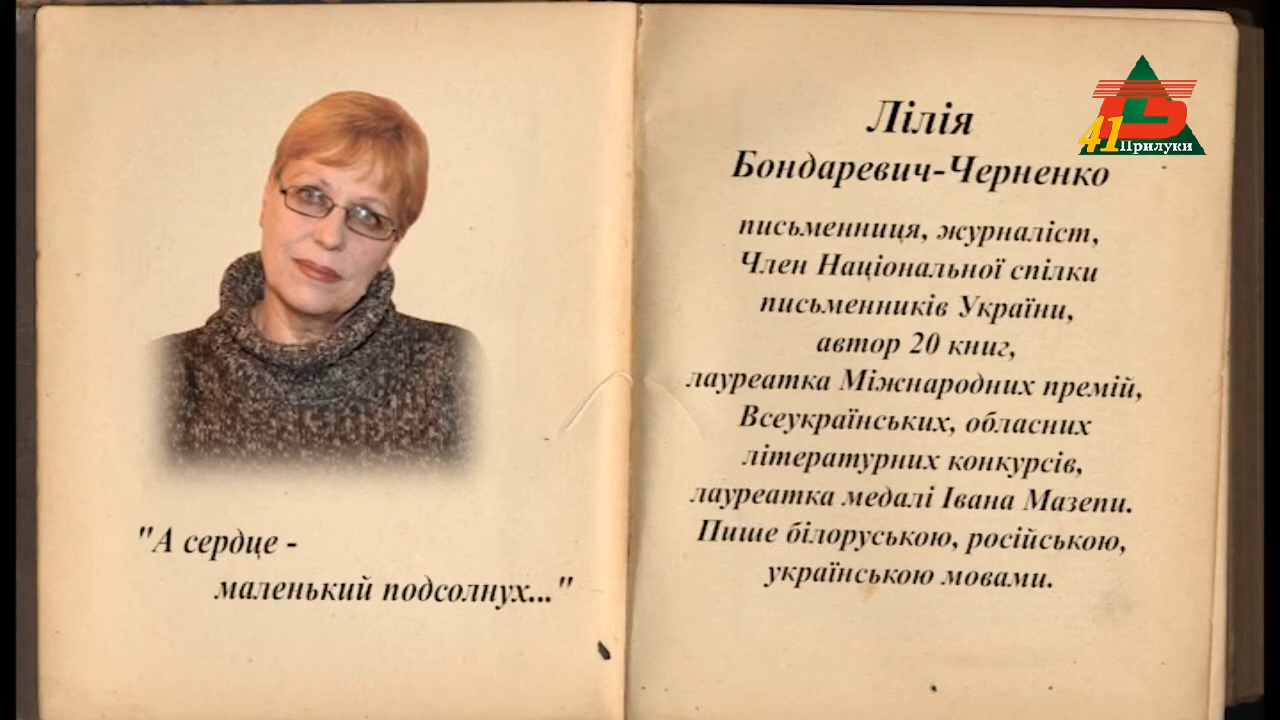 "А сердце -
маленький подсолнух..."
Лілія
Бондаревич-Черненко
письменниця, журналіст,
Член Національної спілки
письменників України,
автор 20 книг,
лауреатка Міжнародних премій,
Всеукраїнських, обласних
літературних конкурсів,
лауреатка медалі Івана Мазепи.
Пише білоруською, російською,
українською мовами.
41
Прилуки